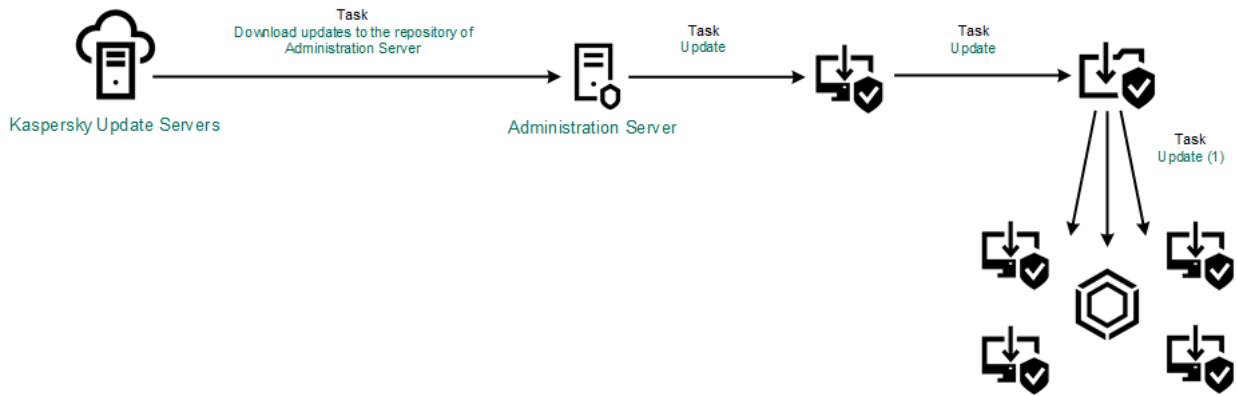 Task
Download updates to the repository of
Administration Server
Task
Update
Task
Update
Kaspersky Update Servers
Administration Server
Task
Update (1)